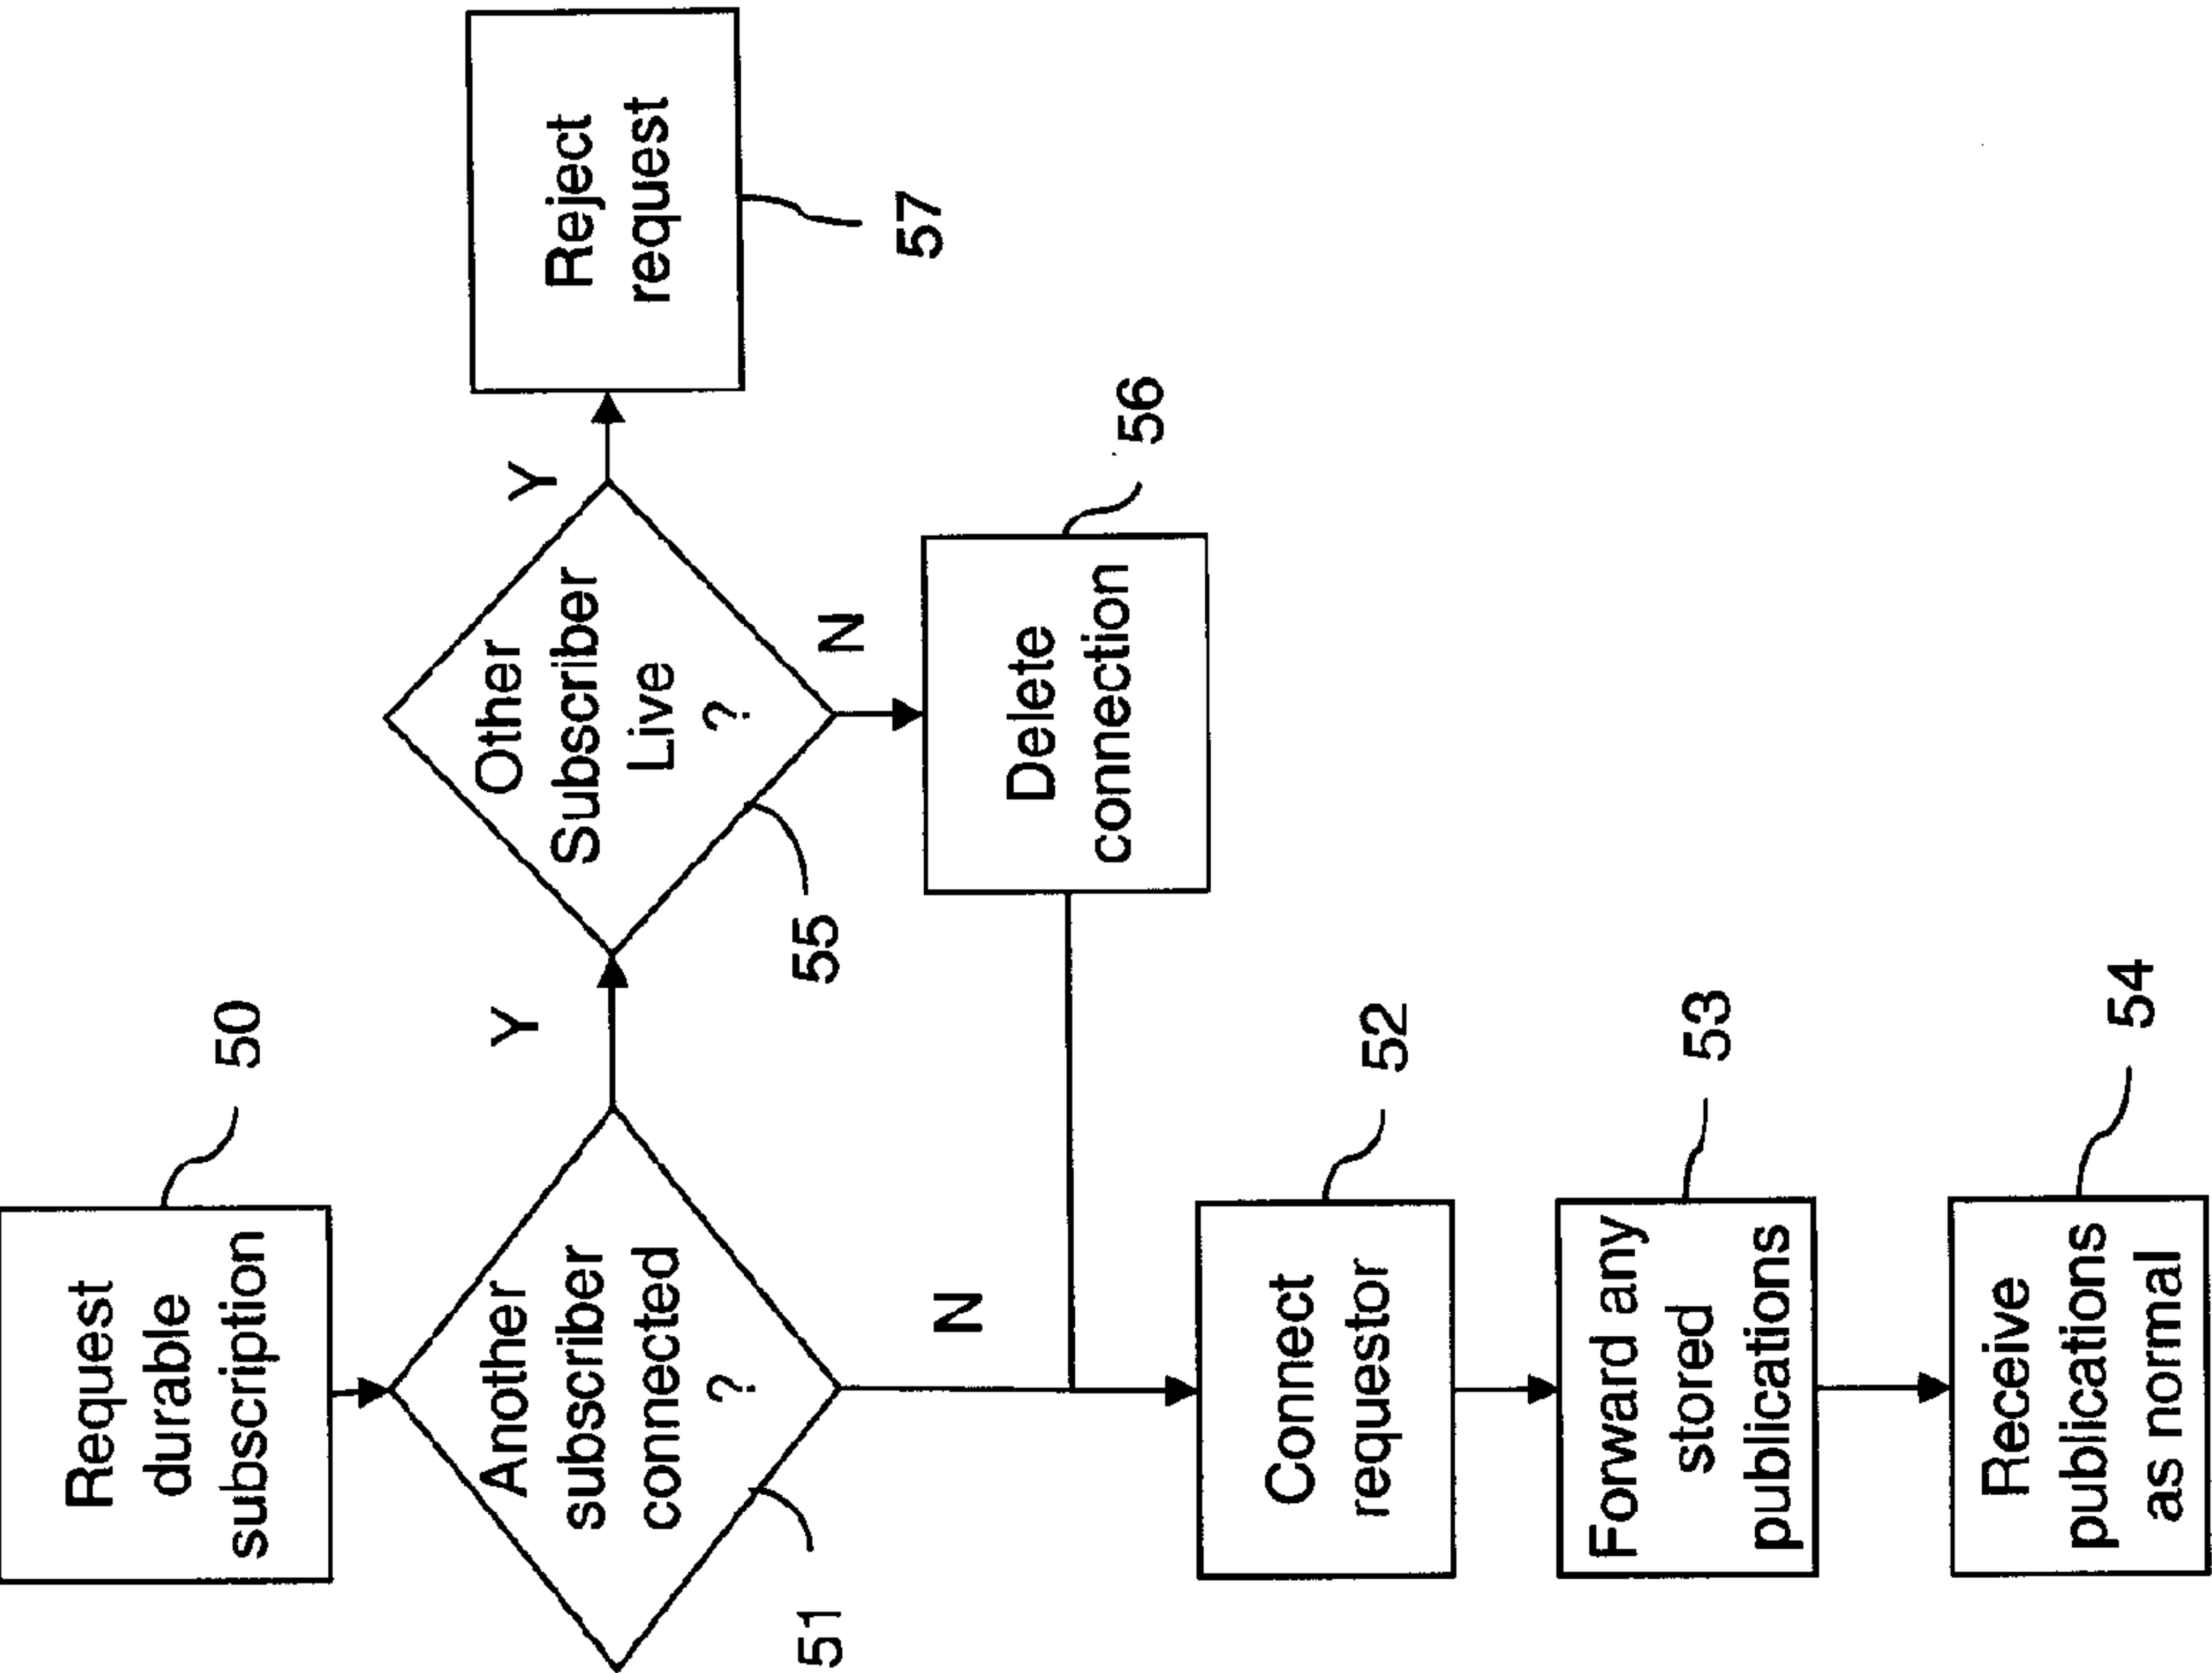 Request
durable
subscription
50
Another
subscriber
connected
?
51
Y
N
Other
Subscriber
Live
?
55
Y
N
Reject
request
57
Delete
connection
56
Connect
requestor
52
Forward any
stored
publications
53
Receive
publications
as normal
54